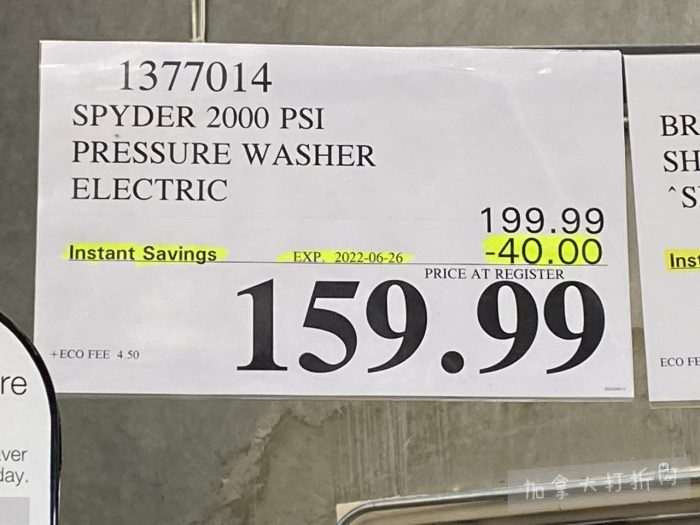 1377014
SPYDER 2000 PSI
PRESSURE WASHER
ELECTRIC
199.99
Instant Savings EXP. 2022-06-26 -40.00
PRICE AT REGISTER
159.99
+ECO FEE 4.50
BR
SH
^S
Inst
ECO FE
re
ver
day.
加拿大打折网